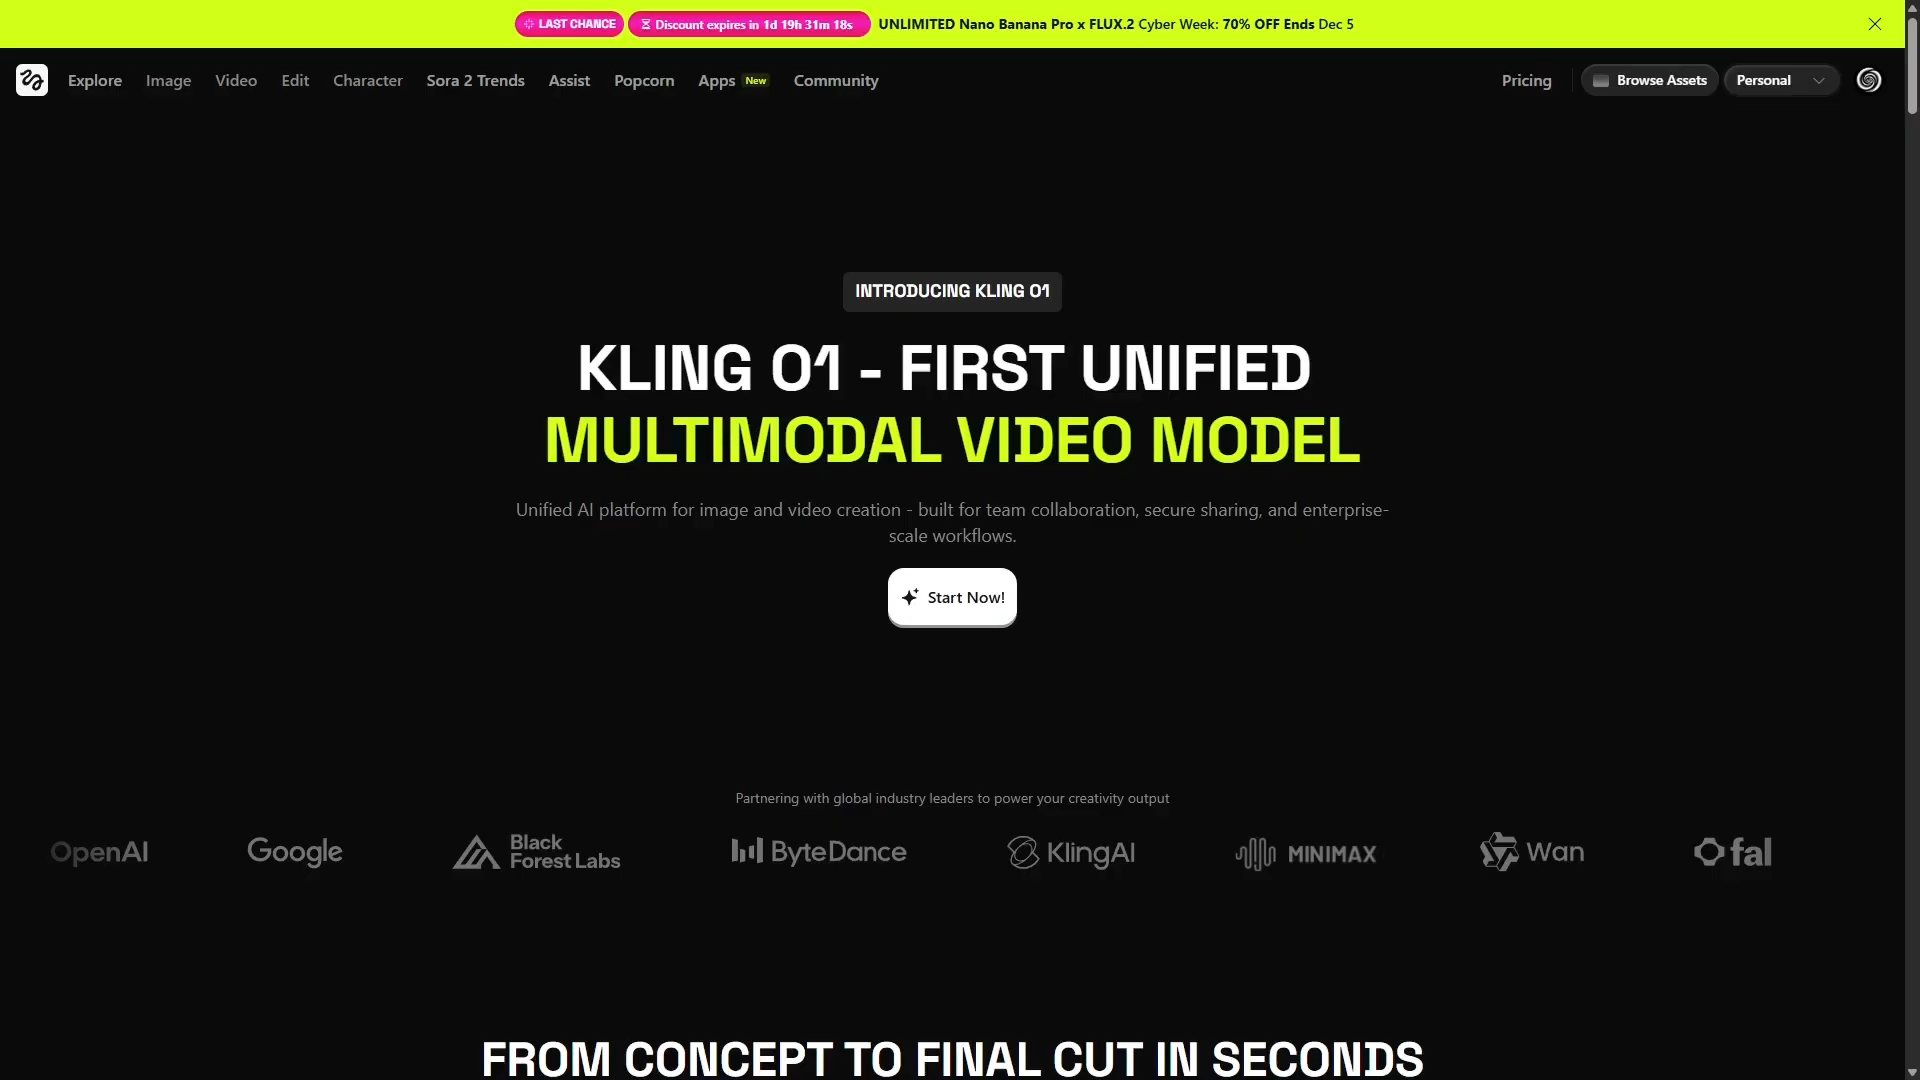 LAST CHANCE Discount expires in 1d 19h 31m 18s UNLIMITED Nano Banana Pro x FLUX.2 Cyber Week: 70% OFF Ends Dec 5
Explore Image Video Edit Character Sora 2 Trends Assist Popcorn Apps New Community Pricing Browse Assets Personal
INTRODUCING KLING O1
KLING O1 - FIRST UNIFIED
MULTIMODAL VIDEO MODEL
Unified AI platform for image and video creation - built for team collaboration, secure sharing, and enterprise-
scale workflows.
Start Now!
Partnering with global industry leaders to power your creativity output
OpenAI Google Black Forest Labs ByteDance KlingAI MINIMAX Wan fal
FROM CONCEPT TO FINAL CUT IN SECONDS